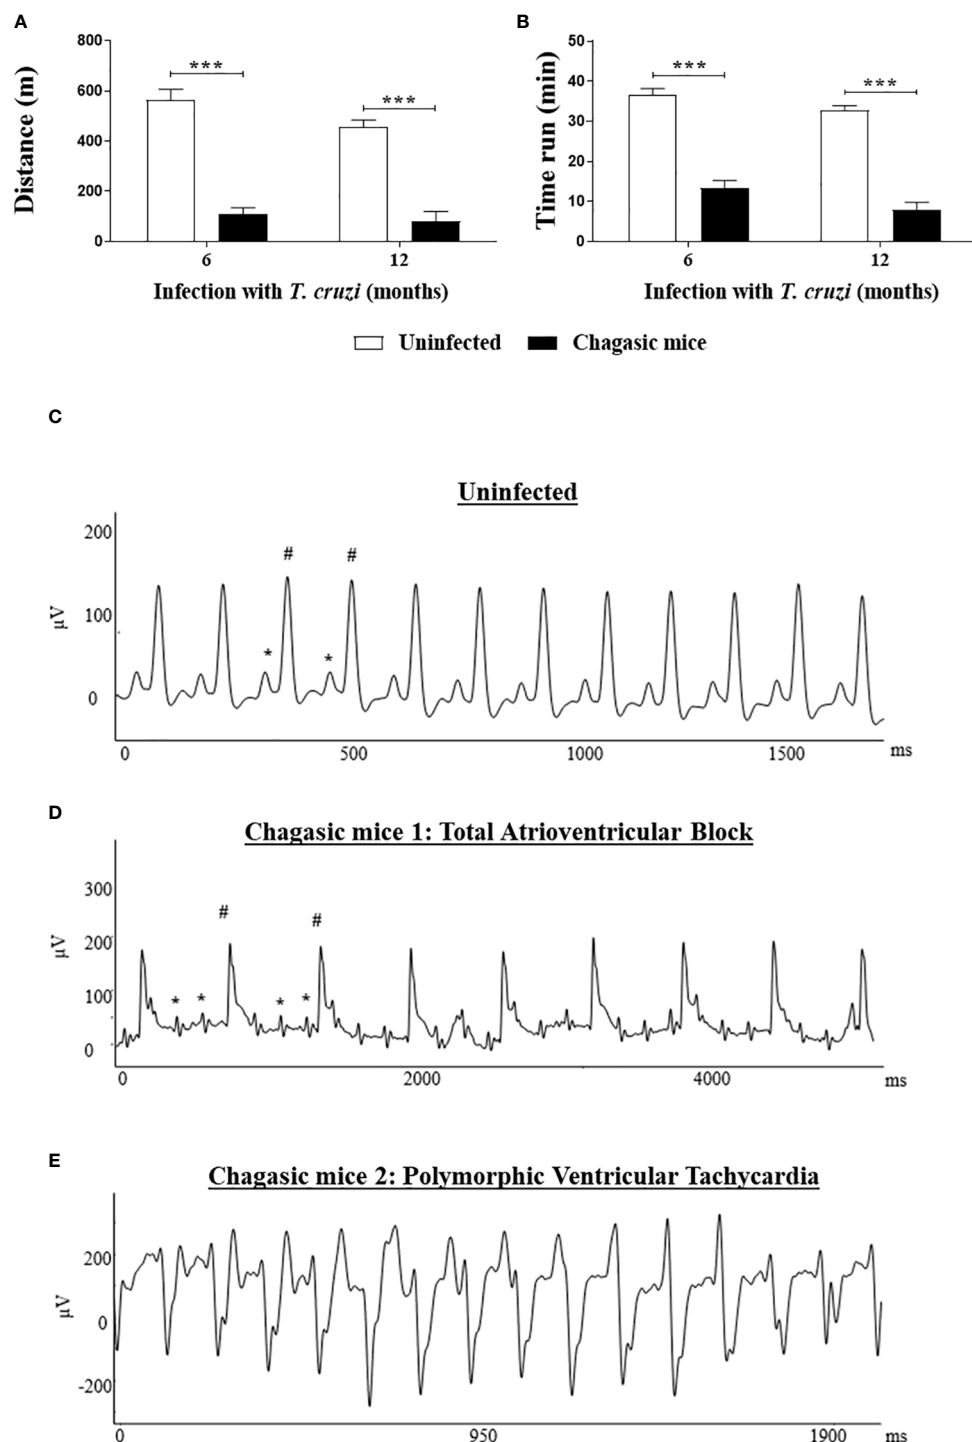 A
B
Distance (m)
800
600
400
200
0
***
***
6
12
Infection with T. cruzi (months)
Time run (min)
50
40
30
20
10
0
***
***
6
12
Infection with T. cruzi (months)
Uninfected
Chagasic mice
C
Uninfected
µV
200
100
0
#
#
*
*
0
500
1000
1500
ms
D
Chagasic mice 1: Total Atrioventricular Block
µV
300
200
100
0
#
#
*
*
*
*
0
2000
4000
ms
E
Chagasic mice 2: Polymorphic Ventricular Tachycardia
µV
200
0
-200
0
950
1900
ms